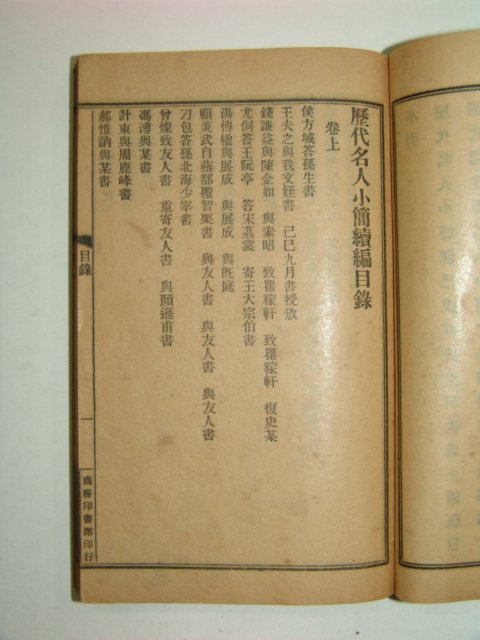 歷代名人小簡續編目錄
卷上
侯方域答孫生書
王夫之與我文姪書　己巳九月書授攽
錢謙益與陳金如　與素昭　致瞿稼軒　致瞿稼軒　復史某
尤侗答王阮亭　答宋荔裳　寄王大宗伯書
湯傳楹與展成　與展成　與旣庭
顧炎武自燕都覆智栗書　與友人書　與友人書　與友人書
刁包答孫北海少宰書
曾燦致友人書　重寄友人書　與顏遜甫書
馮溥與某書
計東與周鹿峰書
郝惟訥與某書
目錄
一
商務印書館印行